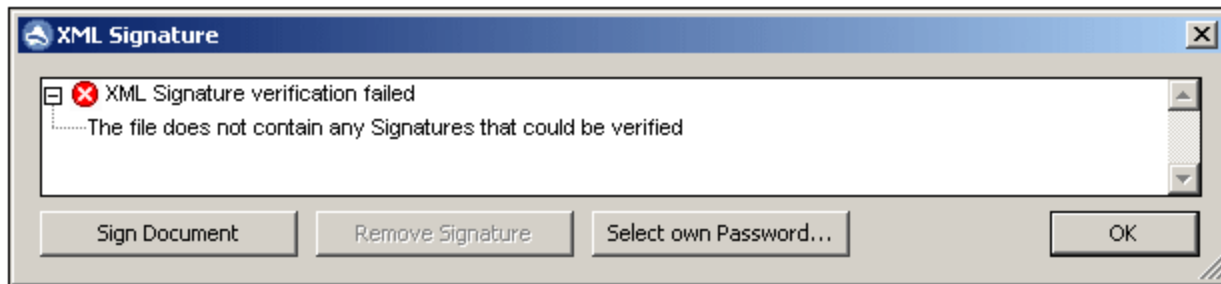 XML Signature
XML Signature verification failed
The file does not contain any Signatures that could be verified
Sign Document
Remove Signature
Select own Password...
OK